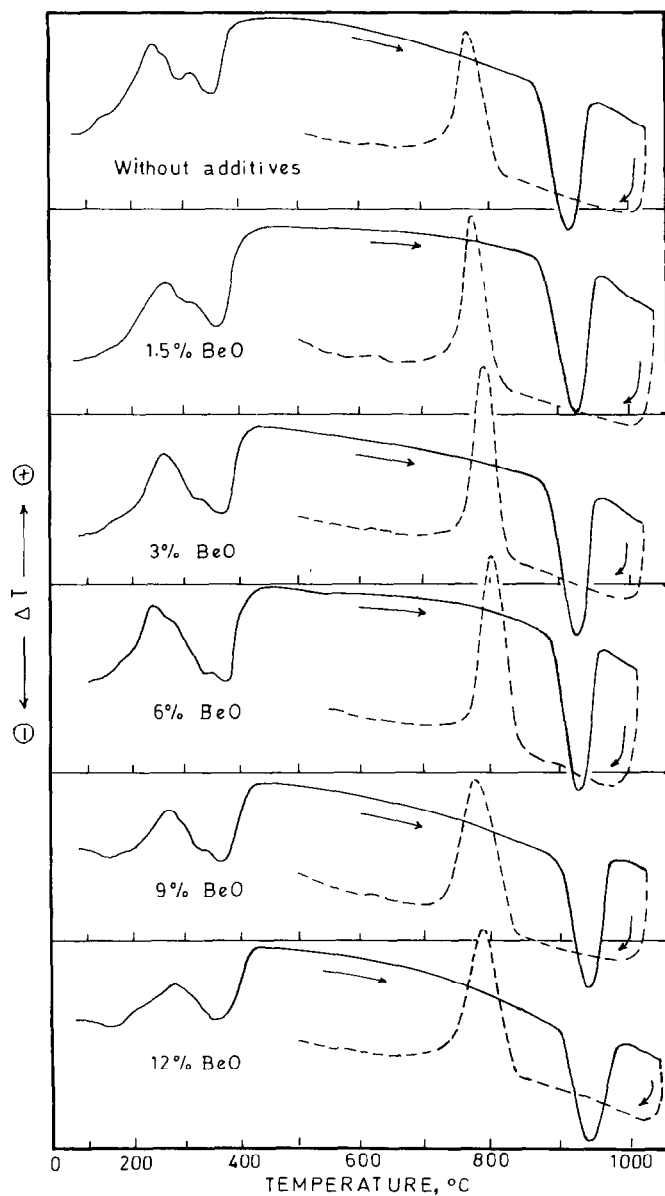 Without additives
1.5% BeO
3% BeO
6% BeO
9% BeO
12% BeO
⊖ ← ΔT → ⊕
0 200 400 600 800 1000
TEMPERATURE, °C